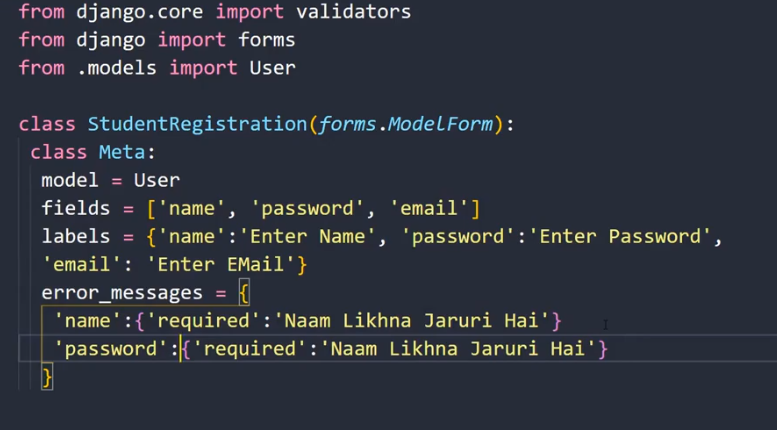 from django.core import validators
from django import forms
from .models import User
class StudentRegistration(forms.ModelForm):
class Meta:
model = User
fields = ['name', 'password', 'email']
labels = {'name':'Enter Name', 'password':'Enter Password',
'email': 'Enter EMail'}
error_messages = {
'name':{'required':'Naam Likhna Jaruri Hai'}
'password':{'required':'Naam Likhna Jaruri Hai'}
}